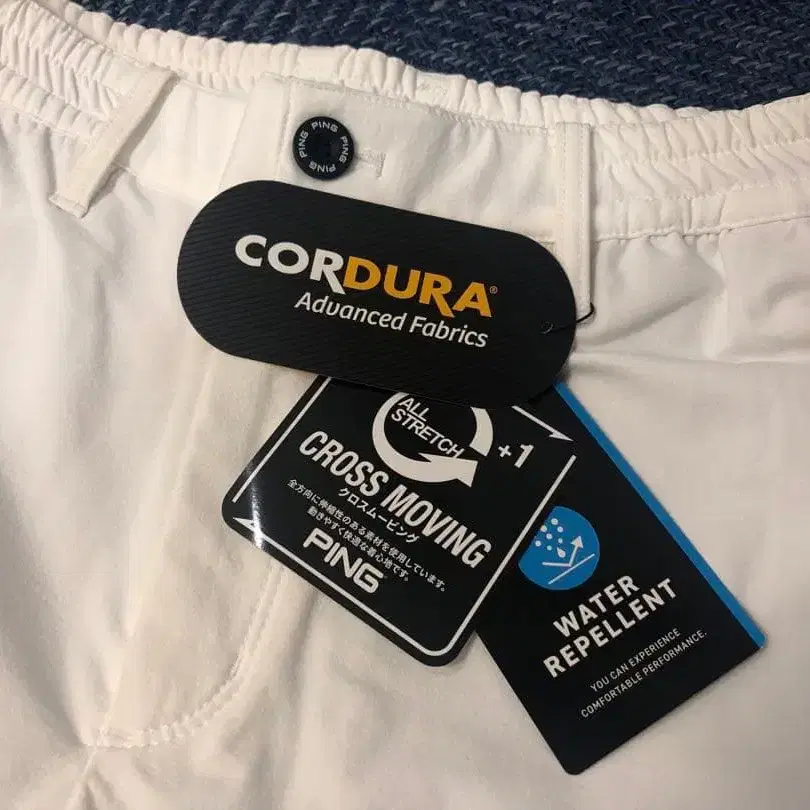 PING PING PING PING
CORDURA®
Advanced Fabrics
ALL
STRETCH
+1
CROSS MOVING
クロスムービング
全方向に伸縮性のある素材を使用しています。
動きやすく快適な着心地です。
PING
WATER
REPELLENT
YOU CAN EXPERIENCE
COMFORTABLE PERFORMANCE.